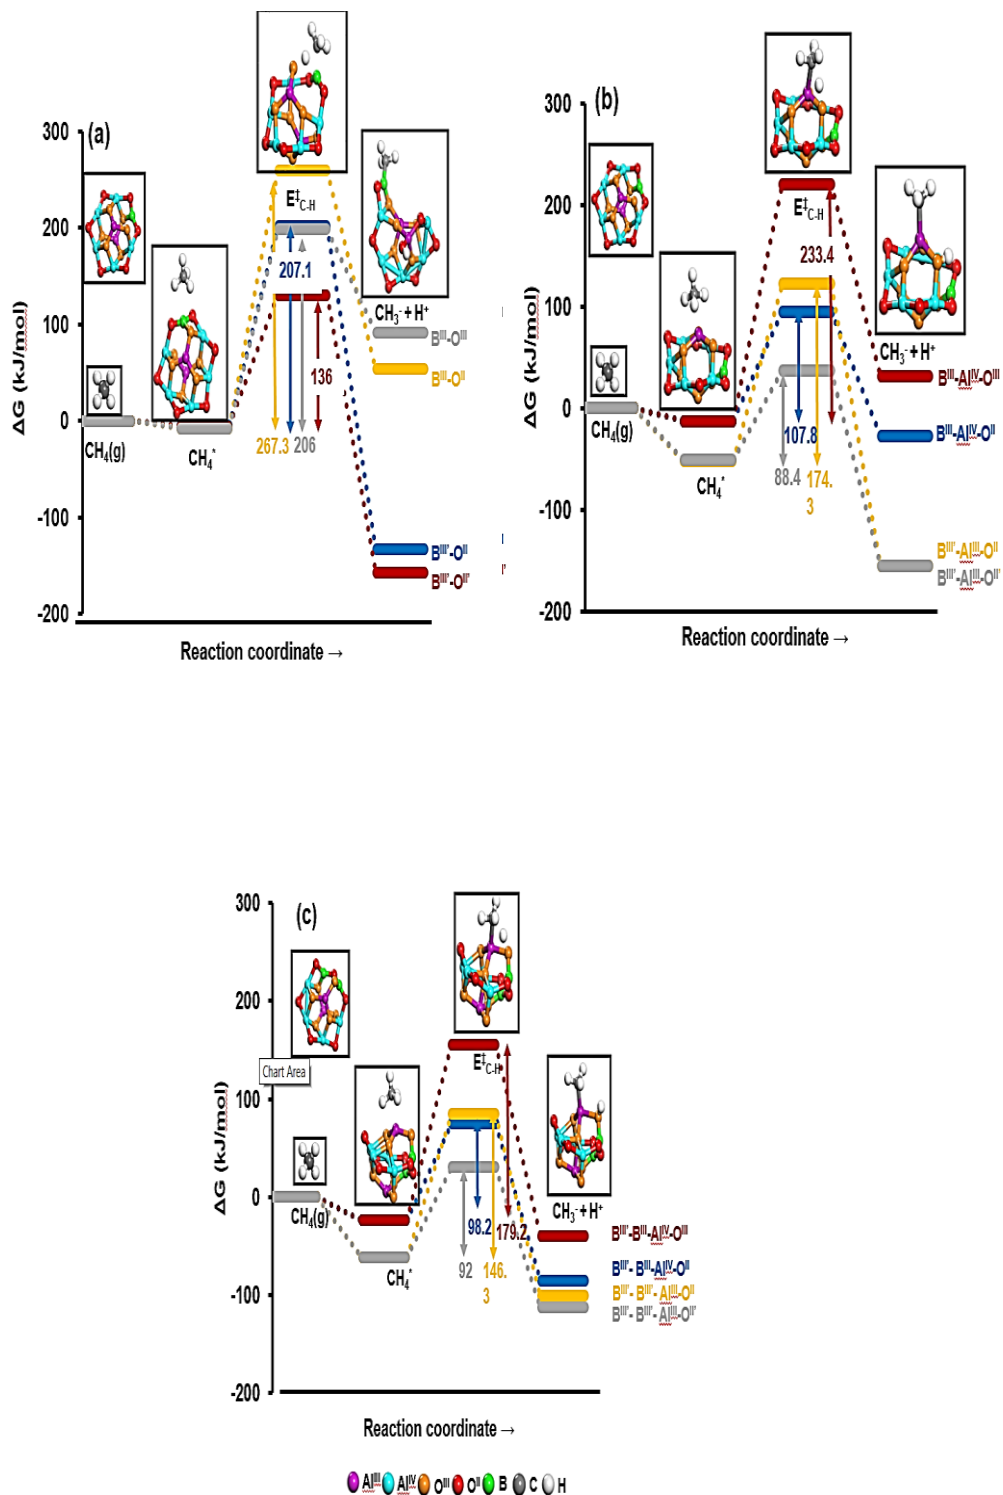 (a)
300
200
100
0
-100
-200
ΔG (kJ/mol)
E‡C-H
207.1
136
267.3
206
CH4(g)
CH4*
CH3- + H+
BIII-OIII
BIII-OII
BIII'-OII
BIII'-OII'
Reaction coordinate →
(b)
300
200
100
0
-100
-200
ΔG (kJ/mol)
E‡C-H
233.4
107.8
88.4
174.
3
CH4(g)
CH4*
CH3- + H+
BIII-AlIV-OIII
BIII-AlIV-OII
BIII'-AlIII-OII
BIII'-AlIII-OII'
Reaction coordinate →
(c)
300
200
100
0
-100
-200
ΔG (kJ/mol)
Chart Area
E‡C-H
98.2
179.2
92
146.
3
CH4(g)
CH4*
CH3- + H+
BIII'-BIII-AlIV-OIII
BIII'- BIII-AlIV-OII
BIII'- BIII'- AlIII-OII
BIII'- BIII'- AlIII-OII'
Reaction coordinate →
AlIII AlIV OIII OII B C H